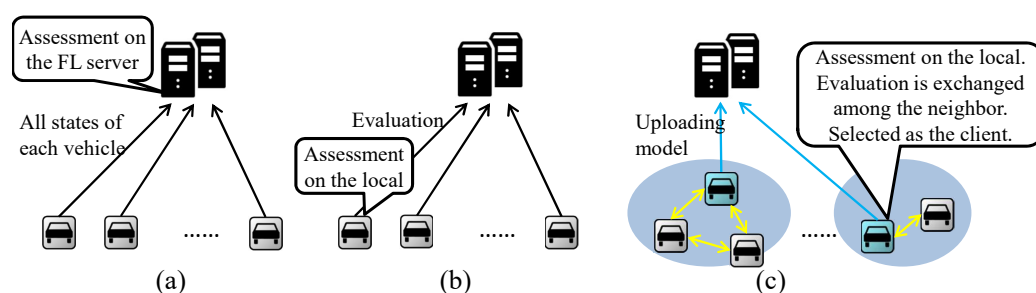 Assessment on
the FL server
All states of
each vehicle
......
(a)
Evaluation
Assessment
on the local
......
(b)
Uploading
model
Assessment on the local.
Evaluation is exchanged
among the neighbor.
Selected as the client.
......
(c)